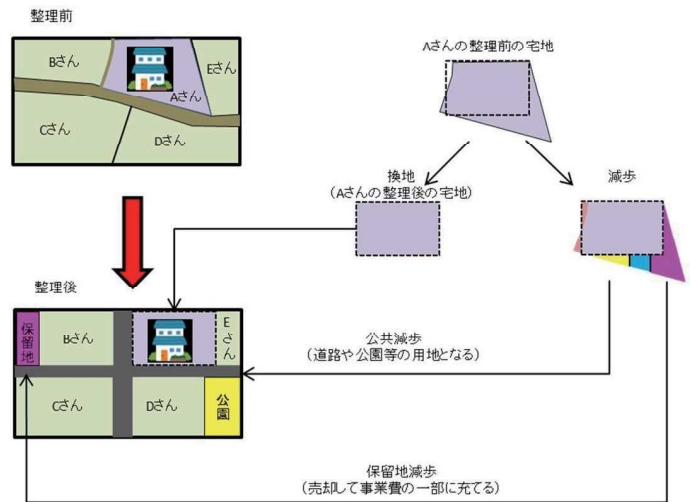 整理前
Bさん
Eさん
Aさん
Cさん
Dさん
Aさんの整理前の宅地
換地
(Aさんの整理後の宅地)
減歩
整理後
保留地
Bさん
Eさん
Cさん
Dさん
公園
公共減歩
(道路や公園等の用地となる)
保留地減歩
(売却して事業費の一部に充てる)